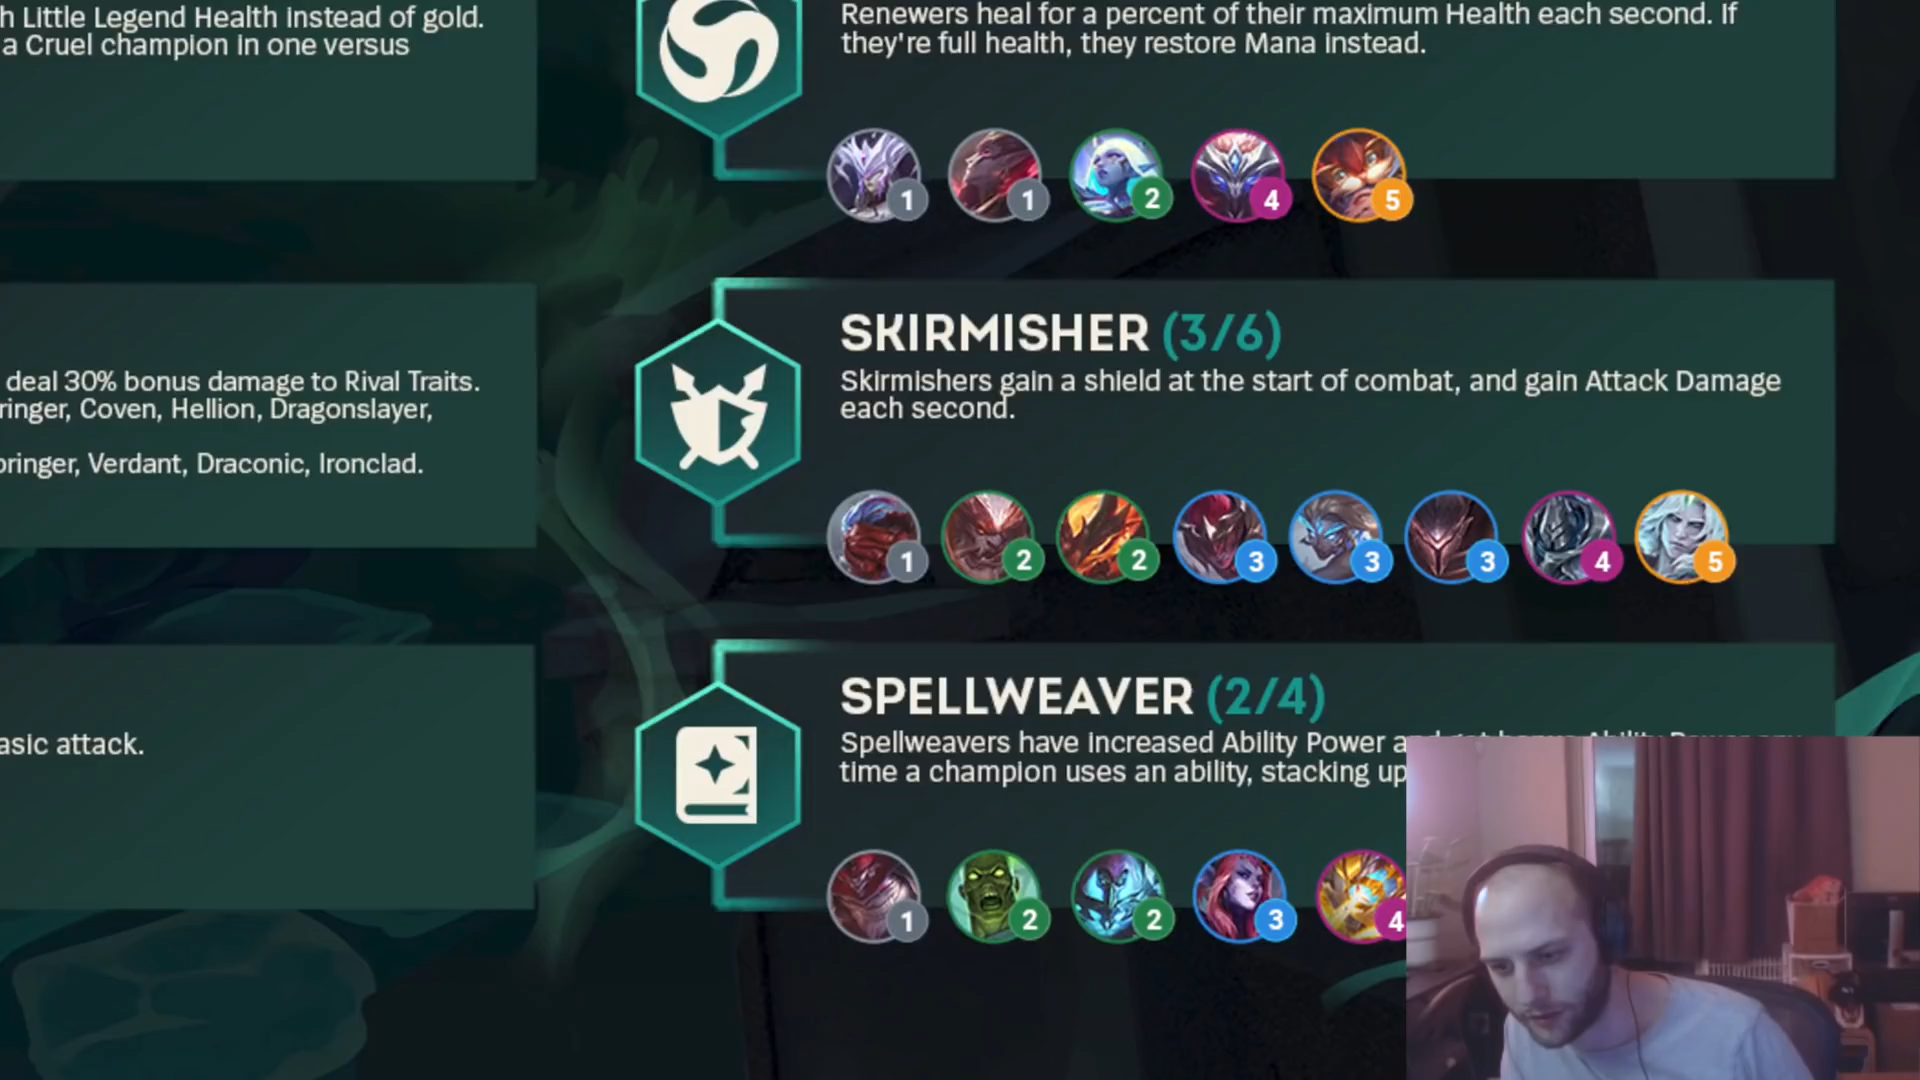 h Little Legend Health instead of gold.
a Cruel champion in one versus
Renewers heal for a percent of their maximum Health each second. If
they're full health, they restore Mana instead.
1 1 2 4 5
deal 30% bonus damage to Rival Traits.
ringer, Coven, Hellion, Dragonslayer,
oringer, Verdant, Draconic, Ironclad.
SKIRMISHER (3/6)
Skirmishers gain a shield at the start of combat, and gain Attack Damage
each second.
1 2 2 3 3 3 4 5
asic attack.
SPELLWEAVER (2/4)
Spellweavers have increased Ability Power
time a champion uses an ability, stacking up
1 2 2 3 4